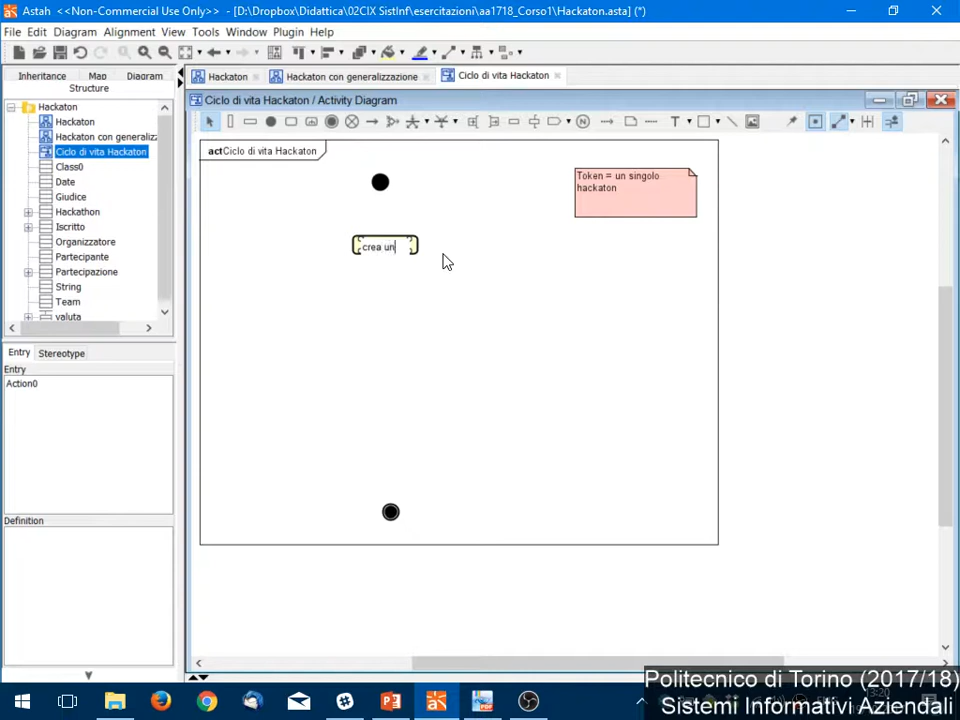 Astah <<Non-Commercial Use Only>> - [D:\Dropbox\Didattica\02CIX SistInf\esercitazioni\aa1718_Corso1\Hackaton.asta] (*)
File Edit Diagram Alignment View Tools Window Plugin Help
Inheritance Map Diagram
Structure
Hackaton
Hackaton con generalizzazione
Ciclo di vita Hackaton
Hackaton
Hackaton
Hackaton con generalizz
Ciclo di vita Hackaton
Class0
Date
Giudice
Hackathon
Iscritto
Organizzatore
Partecipante
Partecipazione
String
Team
valuta
Ciclo di vita Hackaton / Activity Diagram
N
T
act Ciclo di vita Hackaton
Token = un singolo
hackaton
crea un
Entry Stereotype
Entry
Action0
Definition
Politecnico di Torino (2017/18)
Sistemi Informativi Aziendali